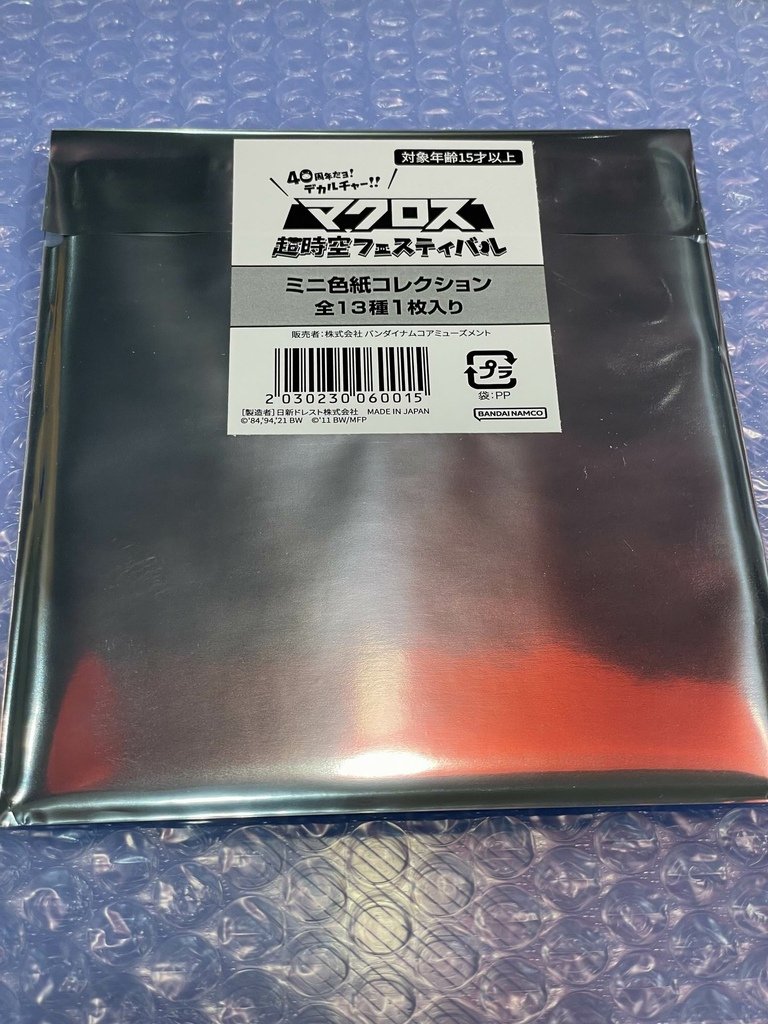 対象年齢15才以上
40周年だョ!
デカルチャー!!
マクロス
超時空フェスティバル
ミニ色紙コレクション
全13種1枚入り
販売者:株式会社 バンダイナムコアミューズメント
2 030230 060015
プラ
袋:PP
[製造者]日新ドレスト株式会社 MADE IN JAPAN
©'84,'94,'21 BW ©'11 BW/MFP
BANDAI NAMCO